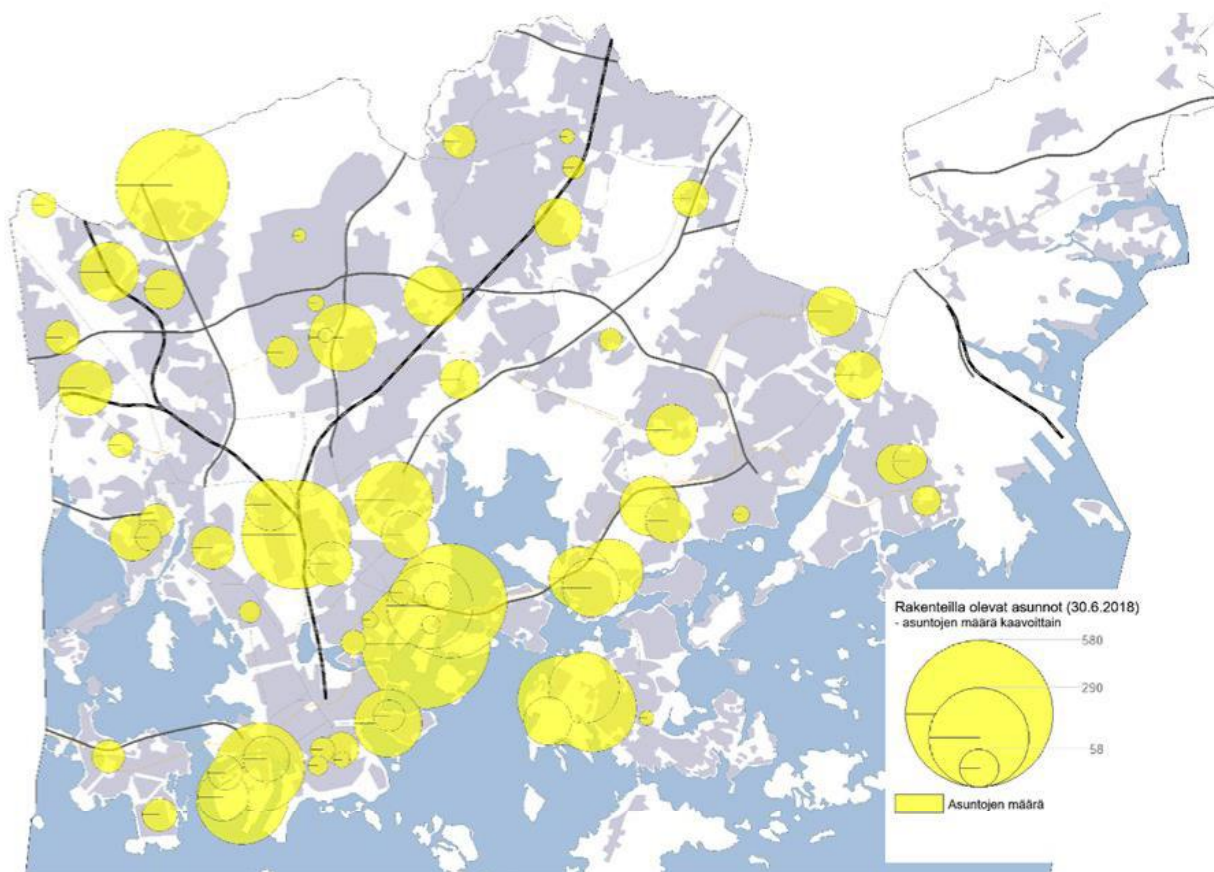 Rakenteilla olevat asunnot (30.6.2018)
- asuntojen määrä kaavoittain
580
290
58
Asuntojen määrä